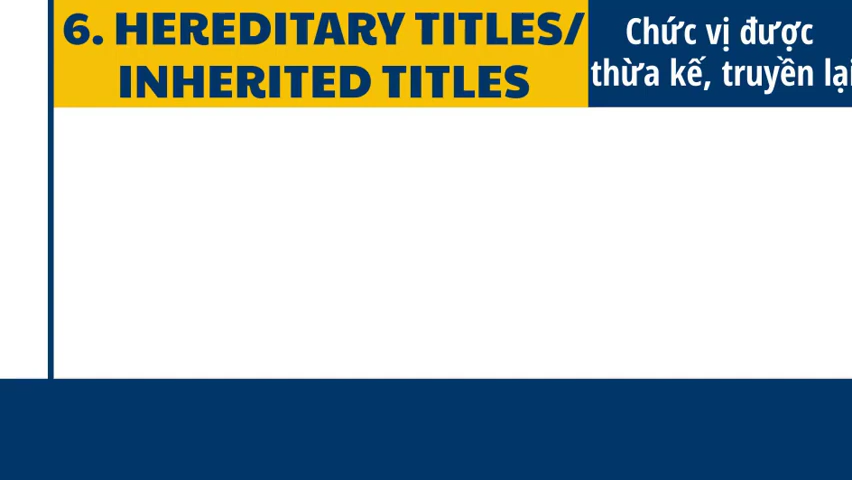 6. HEREDITARY TITLES/
INHERITED TITLES
Chức vị được
thừa kế, truyền lại